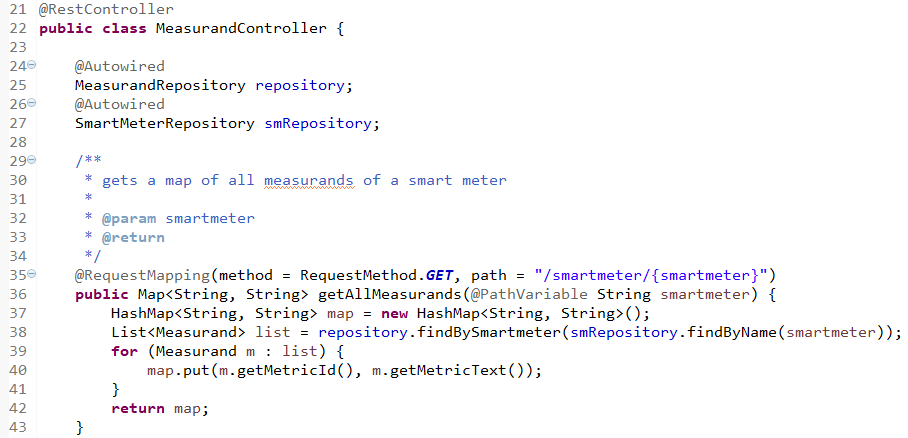 21 @RestController
22 public class MeasurandController {
23
24 @Autowired
25 MeasurandRepository repository;
26 @Autowired
27 SmartMeterRepository smRepository;
28
29 /**
30 * gets a map of all measurands of a smart meter
31 *
32 * @param smartmeter
33 * @return
34 */
35 @RequestMapping(method = RequestMethod.GET, path = "/smartmeter/{smartmeter}")
36 public Map<String, String> getAllMeasurands(@PathVariable String smartmeter) {
37 HashMap<String, String> map = new HashMap<String, String>();
38 List<Measurand> list = repository.findBySmartmeter(smRepository.findByName(smartmeter));
39 for (Measurand m : list) {
40 map.put(m.getMetricId(), m.getMetricText());
41 }
42 return map;
43 }